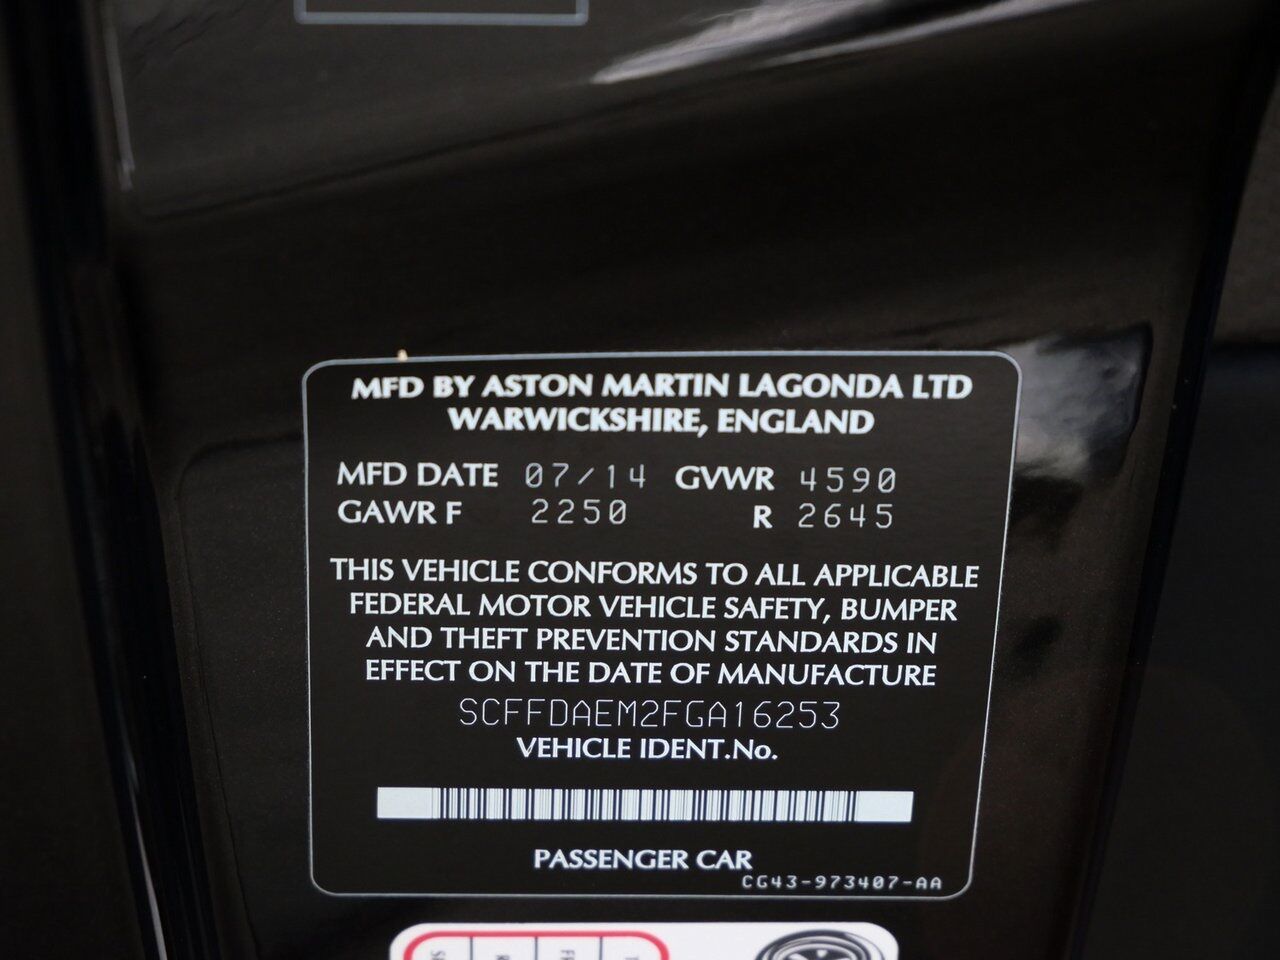 MFD BY ASTON MARTIN LAGONDA LTD
WARWICKSHIRE, ENGLAND
MFD DATE 07/14 GVWR 4590
GAWR F 2250 R 2645
THIS VEHICLE CONFORMS TO ALL APPLICABLE
FEDERAL MOTOR VEHICLE SAFETY, BUMPER
AND THEFT PREVENTION STANDARDS IN
EFFECT ON THE DATE OF MANUFACTURE
SCFFDAEM2FGA16253
VEHICLE IDENT.No.
PASSENGER CAR
CG43-973407-AA